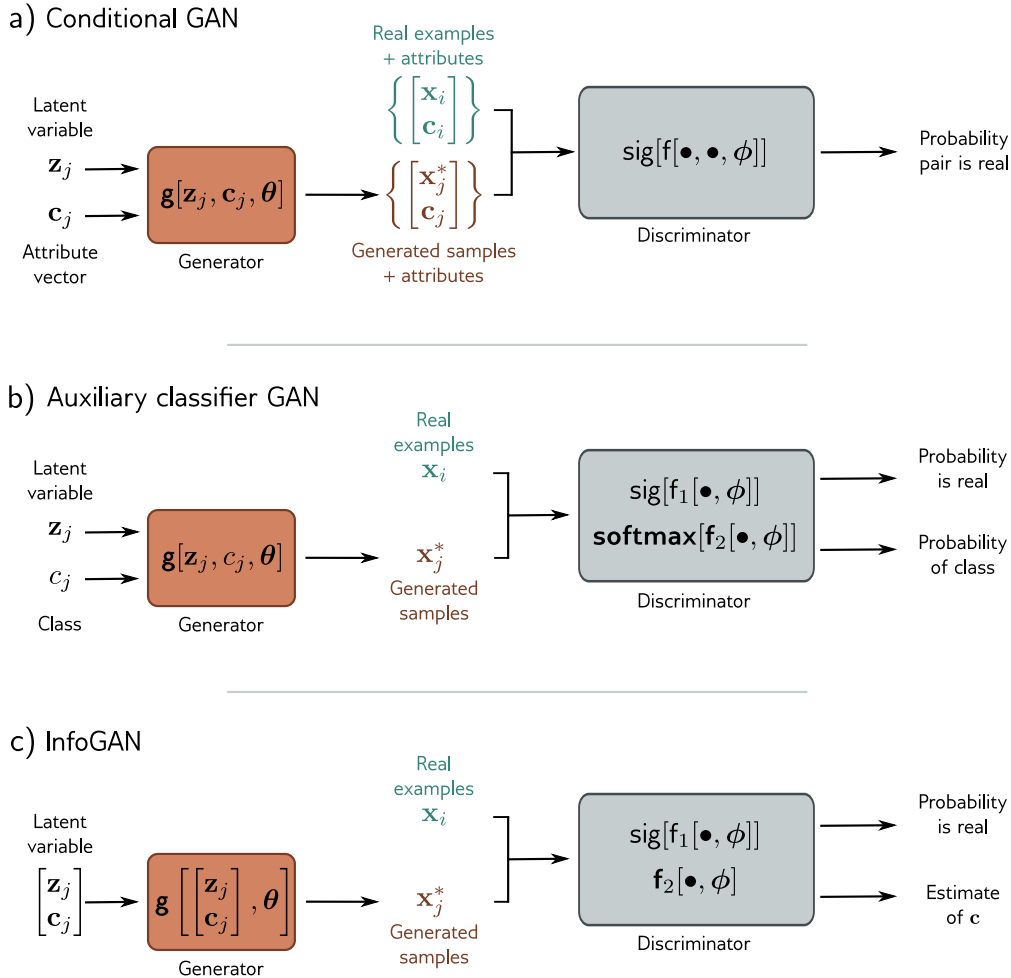 a) Conditional GAN
Real examples
+ attributes
{[x_i c_i]}
Latent
variable
z_j
c_j
Attribute
vector
g[z_j, c_j, θ]
Generator
{[x_j^* c_j]}
Generated samples
+ attributes
sig[f[•, •, ϕ]]
Discriminator
Probability
pair is real
b) Auxiliary classifier GAN
Real
examples
x_i
Latent
variable
z_j
c_j
Class
g[z_j, c_j, θ]
Generator
x_j^*
Generated
samples
sig[f_1[•, ϕ]]
softmax[f_2[•, ϕ]]
Discriminator
Probability
is real
Probability
of class
c) InfoGAN
Real
examples
x_i
Latent
variable
[z_j c_j]
g[[z_j c_j], θ]
Generator
x_j^*
Generated
samples
sig[f_1[•, ϕ]]
f_2[•, ϕ]
Discriminator
Probability
is real
Estimate
of c